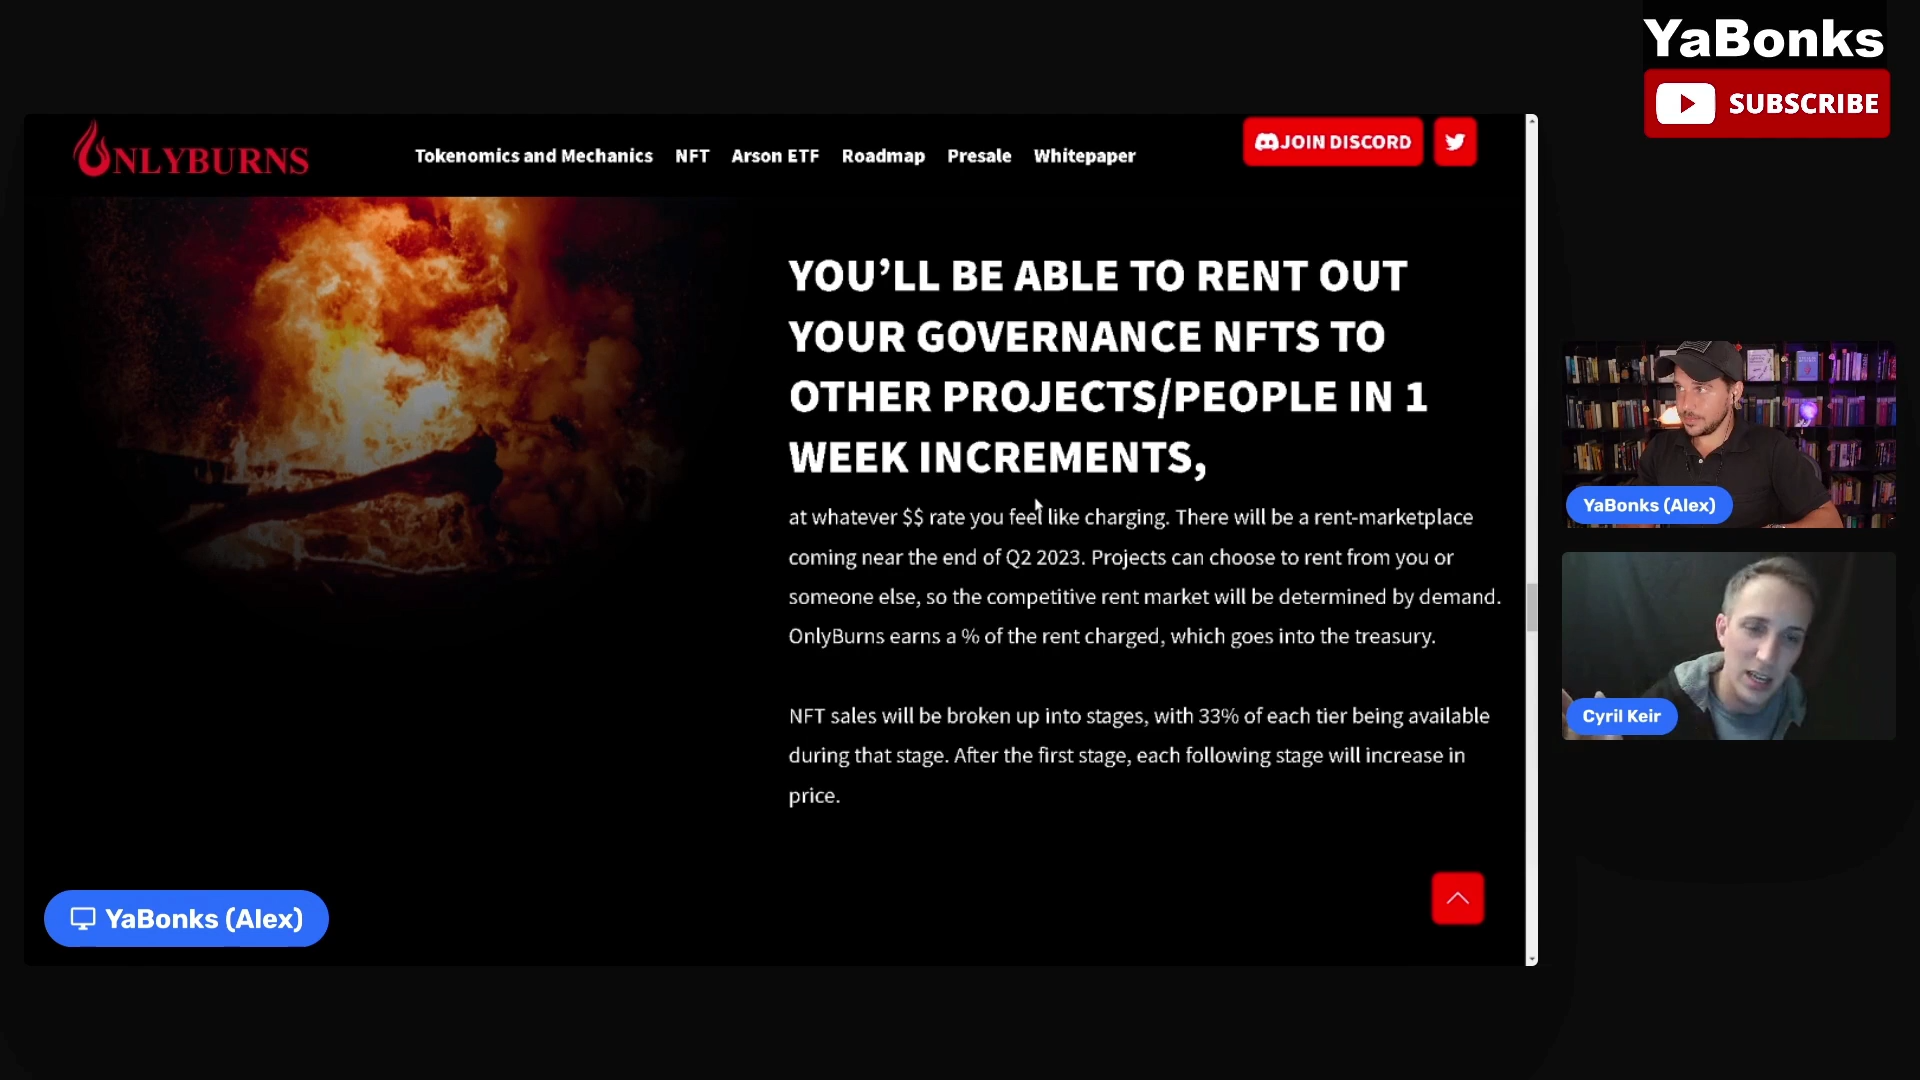 YaBonks
SUBSCRIBE
ONLYBURNS
Tokenomics and Mechanics NFT Arson ETF Roadmap Presale Whitepaper
JOIN DISCORD
YOU’LL BE ABLE TO RENT OUT
YOUR GOVERNANCE NFTS TO
OTHER PROJECTS/PEOPLE IN 1
WEEK INCREMENTS,
at whatever $$ rate you feel like charging. There will be a rent-marketplace
coming near the end of Q2 2023. Projects can choose to rent from you or
someone else, so the competitive rent market will be determined by demand.
OnlyBurns earns a % of the rent charged, which goes into the treasury.
NFT sales will be broken up into stages, with 33% of each tier being available
during that stage. After the first stage, each following stage will increase in
price.
YaBonks (Alex)
YaBonks (Alex)
Cyril Keir